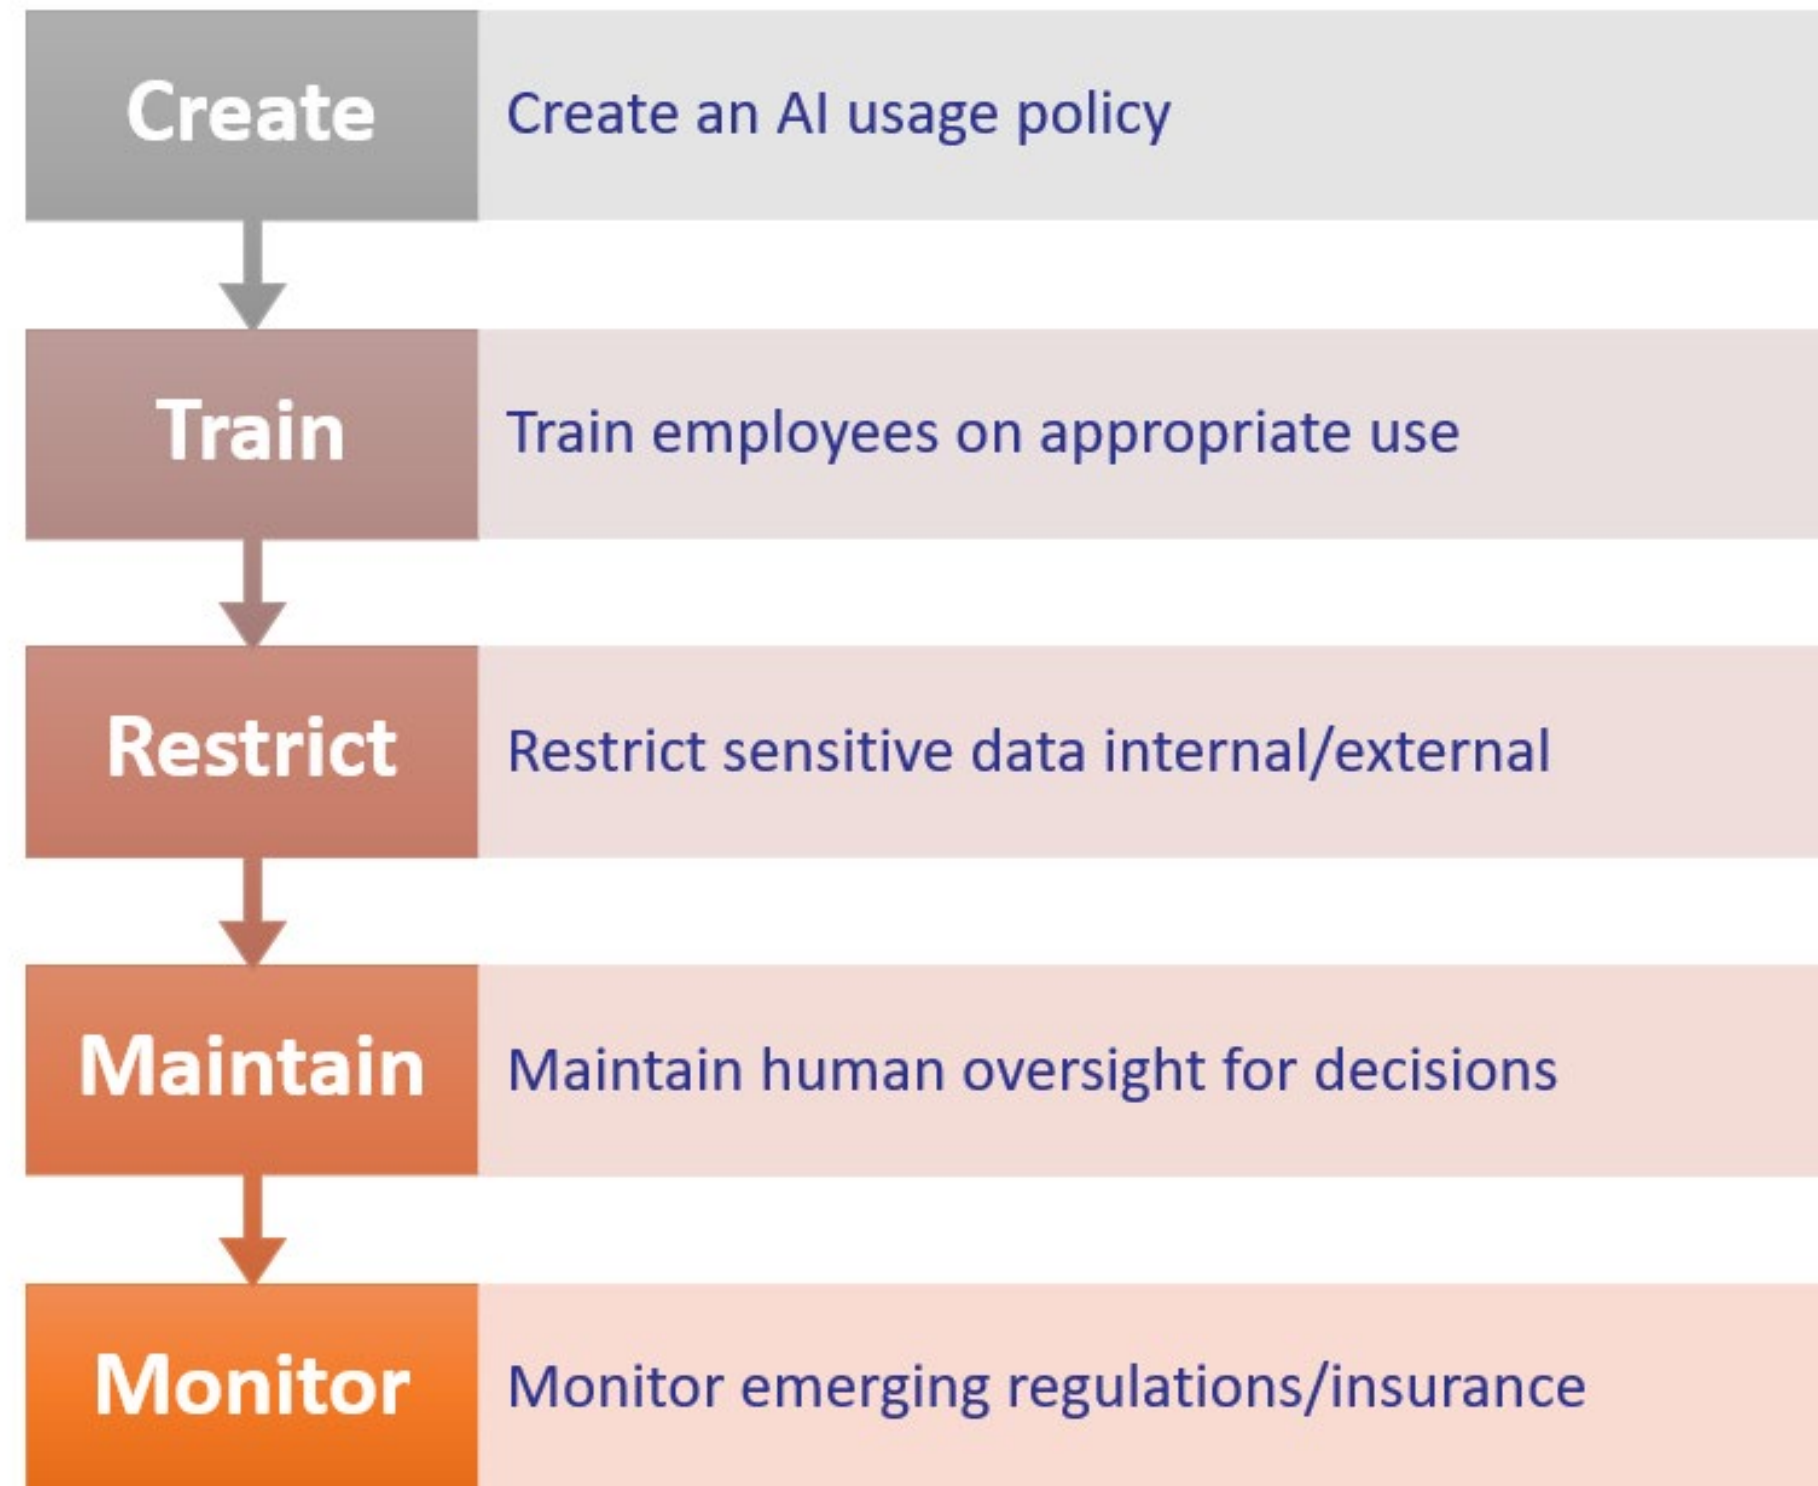 Create
Create an AI usage policy
Train
Train employees on appropriate use
Restrict
Restrict sensitive data internal/external
Maintain
Maintain human oversight for decisions
Monitor
Monitor emerging regulations/insurance